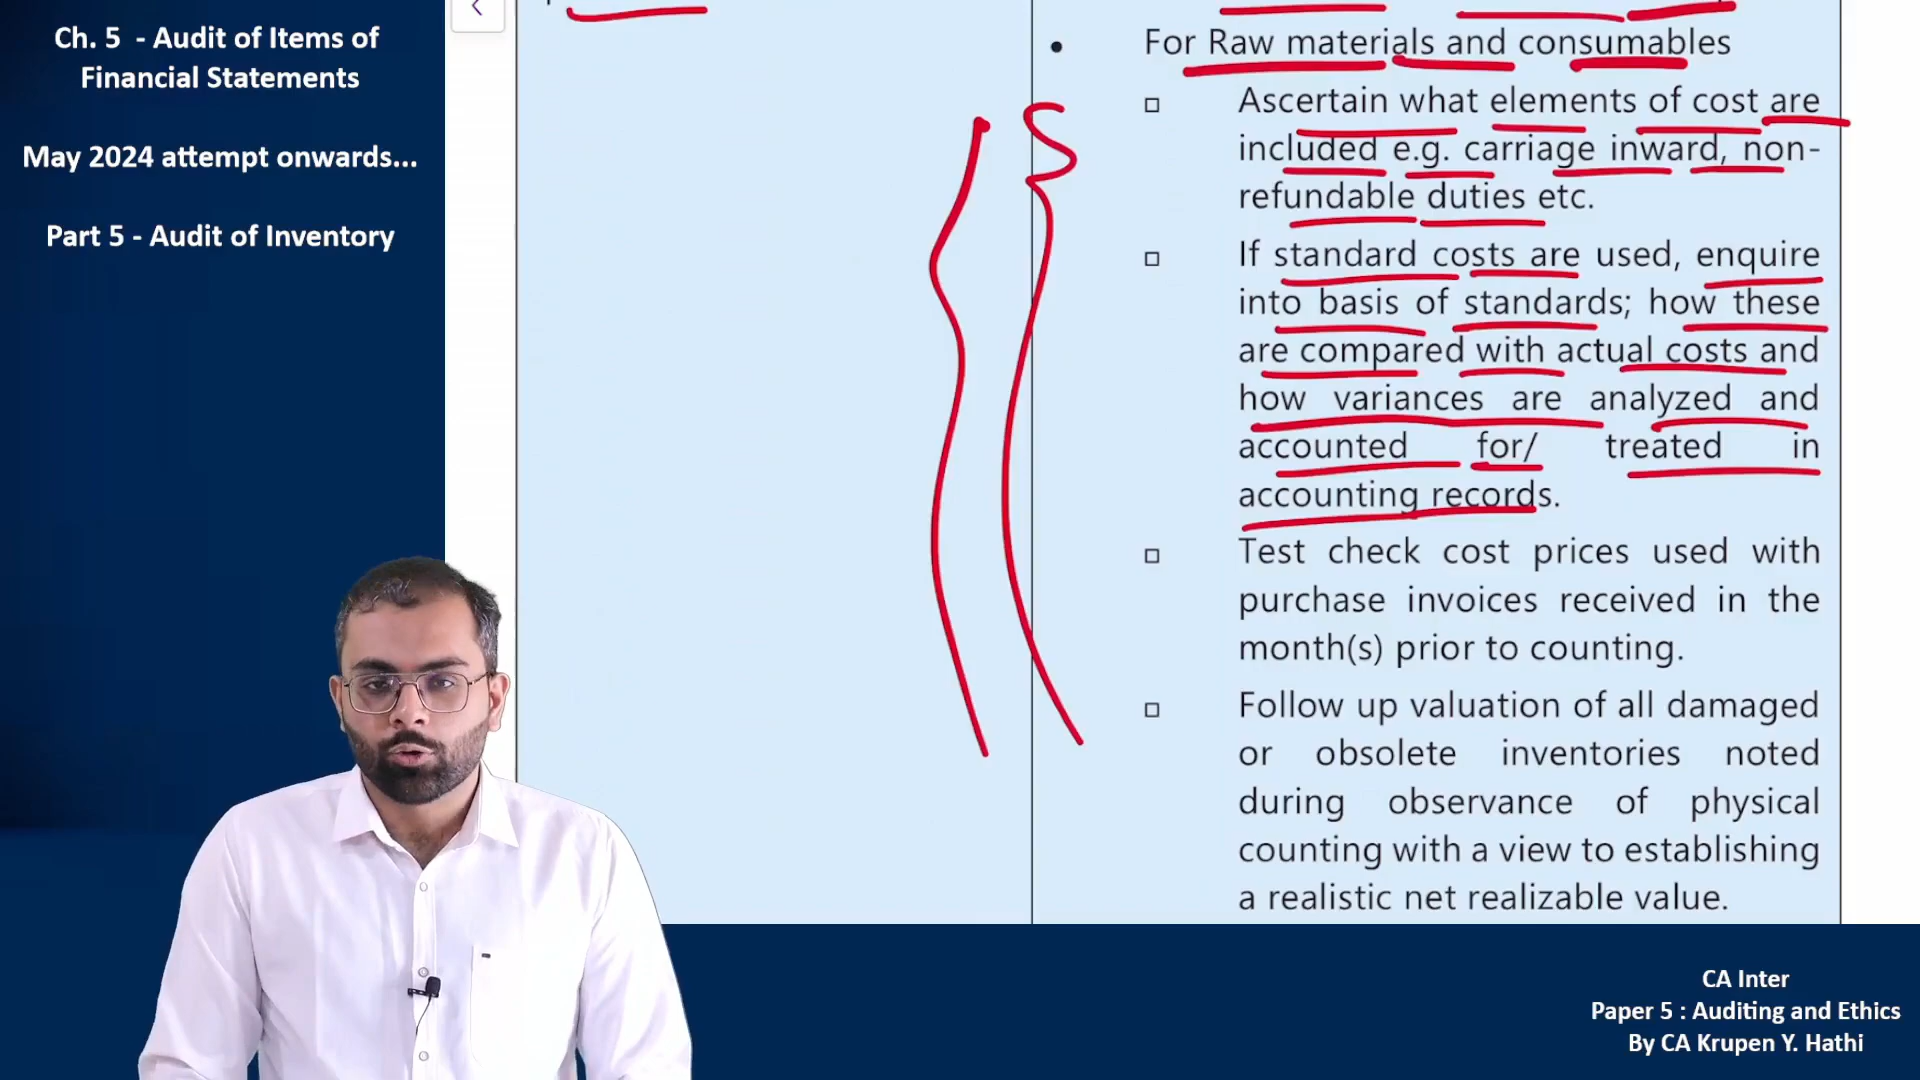 Ch. 5 - Audit of Items of
Financial Statements
May 2024 attempt onwards...
Part 5 - Audit of Inventory
• For Raw materials and consumables
Ascertain what elements of cost are
included e.g. carriage inward, non-
refundable duties etc.
If standard costs are used, enquire
into basis of standards; how these
are compared with actual costs and
how variances are analyzed and
accounted for/ treated in
accounting records.
Test check cost prices used with
purchase invoices received in the
month(s) prior to counting.
Follow up valuation of all damaged
or obsolete inventories noted
during observance of physical
counting with a view to establishing
a realistic net realizable value.
CA Inter
Paper 5 : Auditing and Ethics
By CA Krupen Y. Hathi